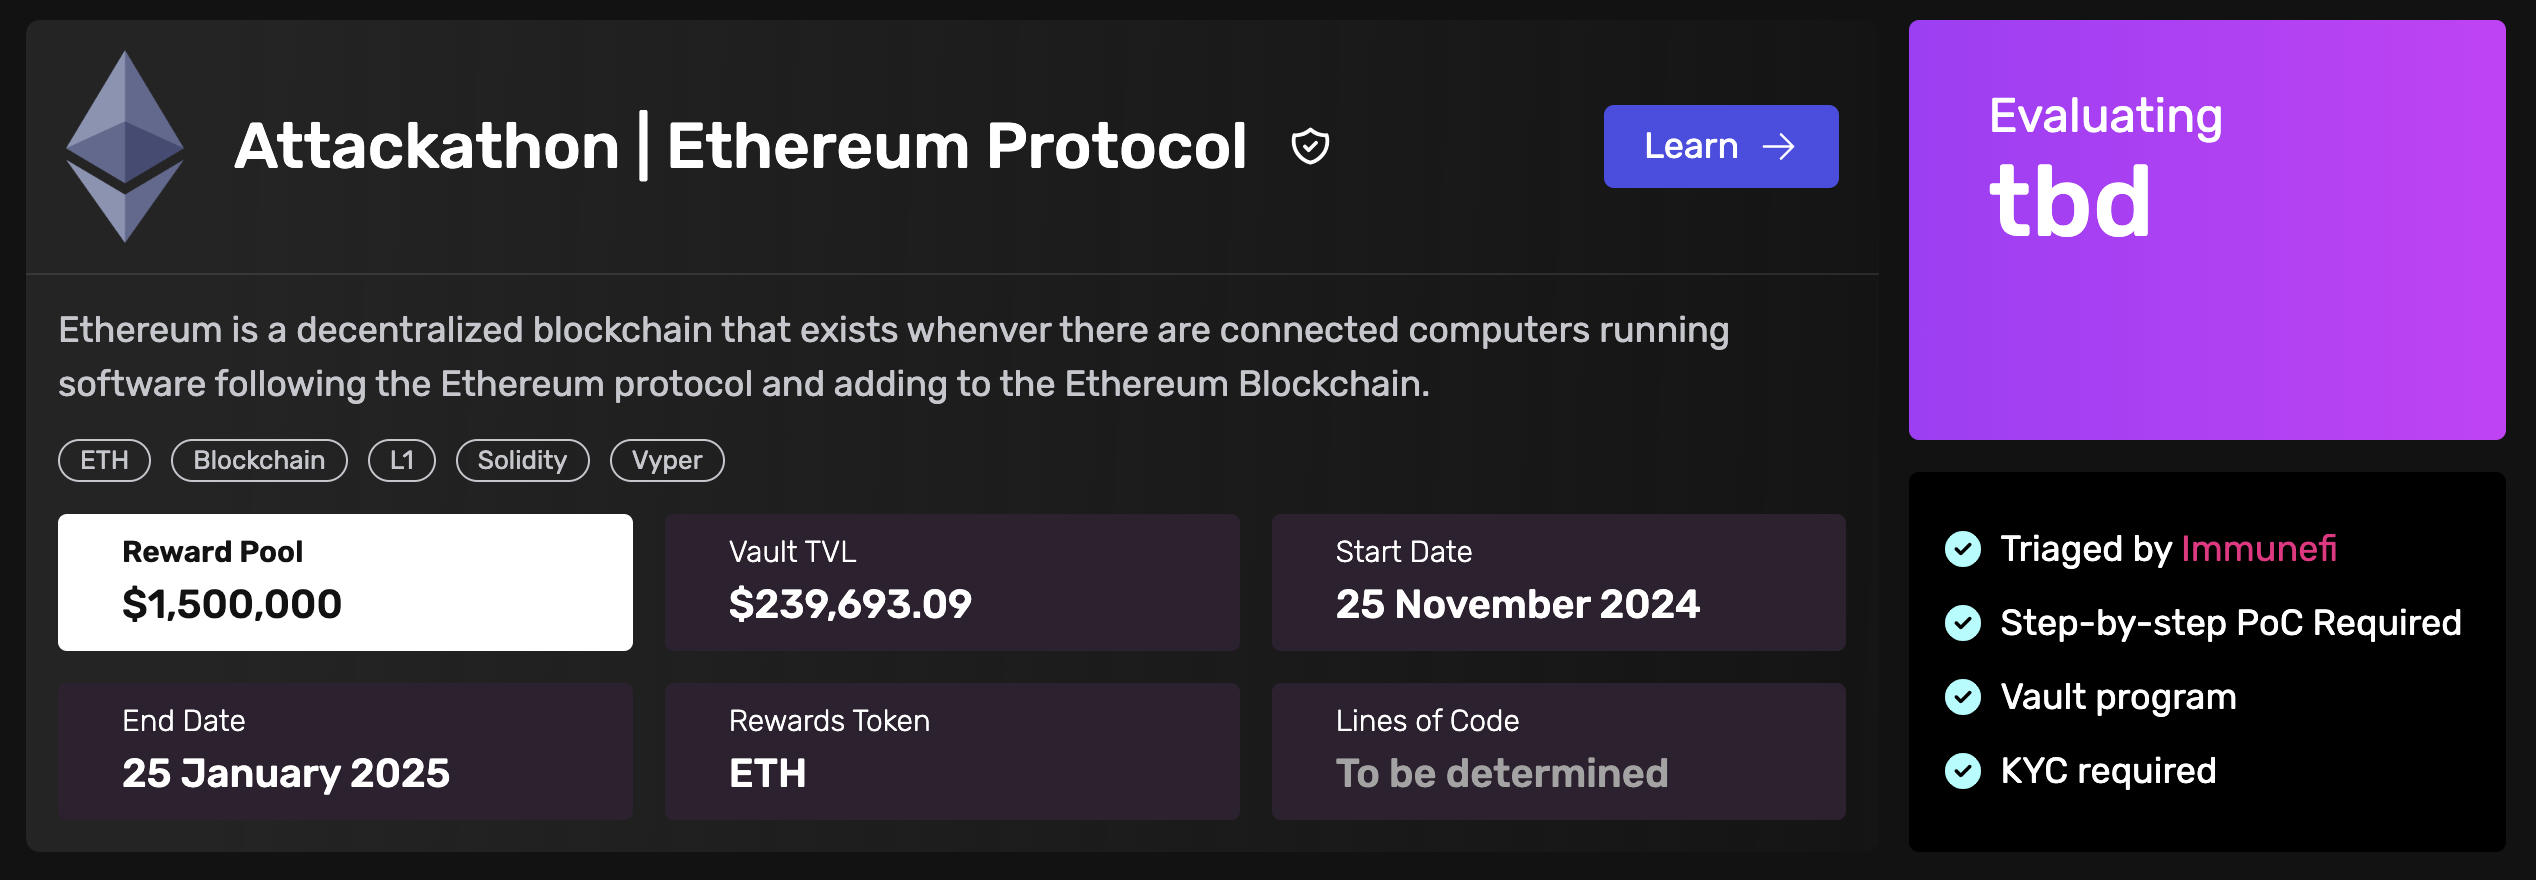 Attackathon | Ethereum Protocol
Learn →
Ethereum is a decentralized blockchain that exists whenver there are connected computers running
software following the Ethereum protocol and adding to the Ethereum Blockchain.
ETH
Blockchain
L1
Solidity
Vyper
Reward Pool
$1,500,000
Vault TVL
$239,693.09
Start Date
25 November 2024
End Date
25 January 2025
Rewards Token
ETH
Lines of Code
To be determined
Evaluating
tbd
Triaged by Immunefi
Step-by-step PoC Required
Vault program
KYC required